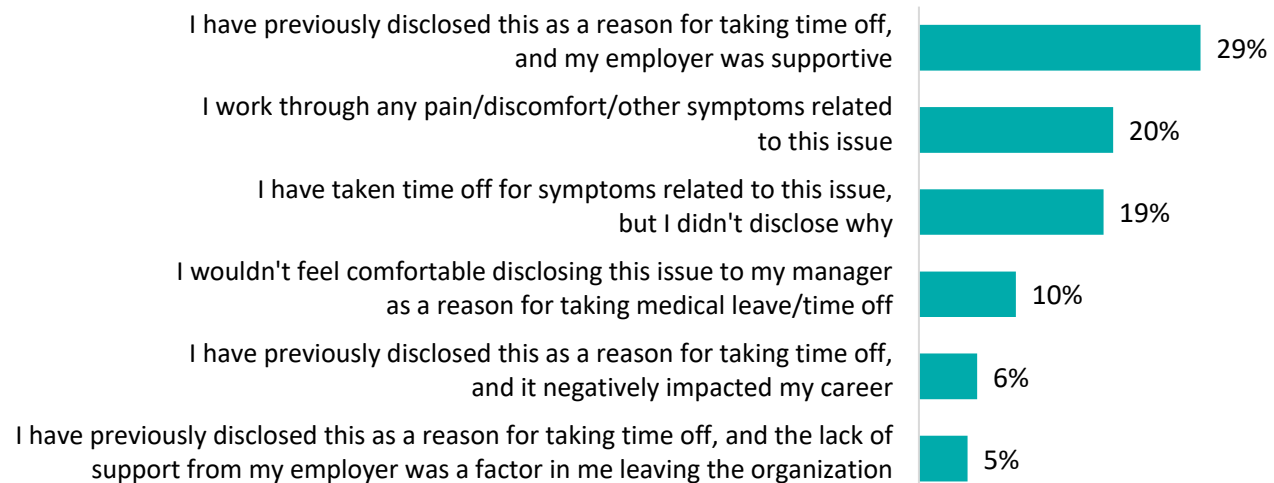 I have previously disclosed this as a reason for taking time off,
and my employer was supportive
29%
I work through any pain/discomfort/other symptoms related
to this issue
20%
I have taken time off for symptoms related to this issue,
but I didn't disclose why
19%
I wouldn't feel comfortable disclosing this issue to my manager
as a reason for taking medical leave/time off
10%
I have previously disclosed this as a reason for taking time off,
and it negatively impacted my career
6%
I have previously disclosed this as a reason for taking time off, and the lack of
support from my employer was a factor in me leaving the organization
5%